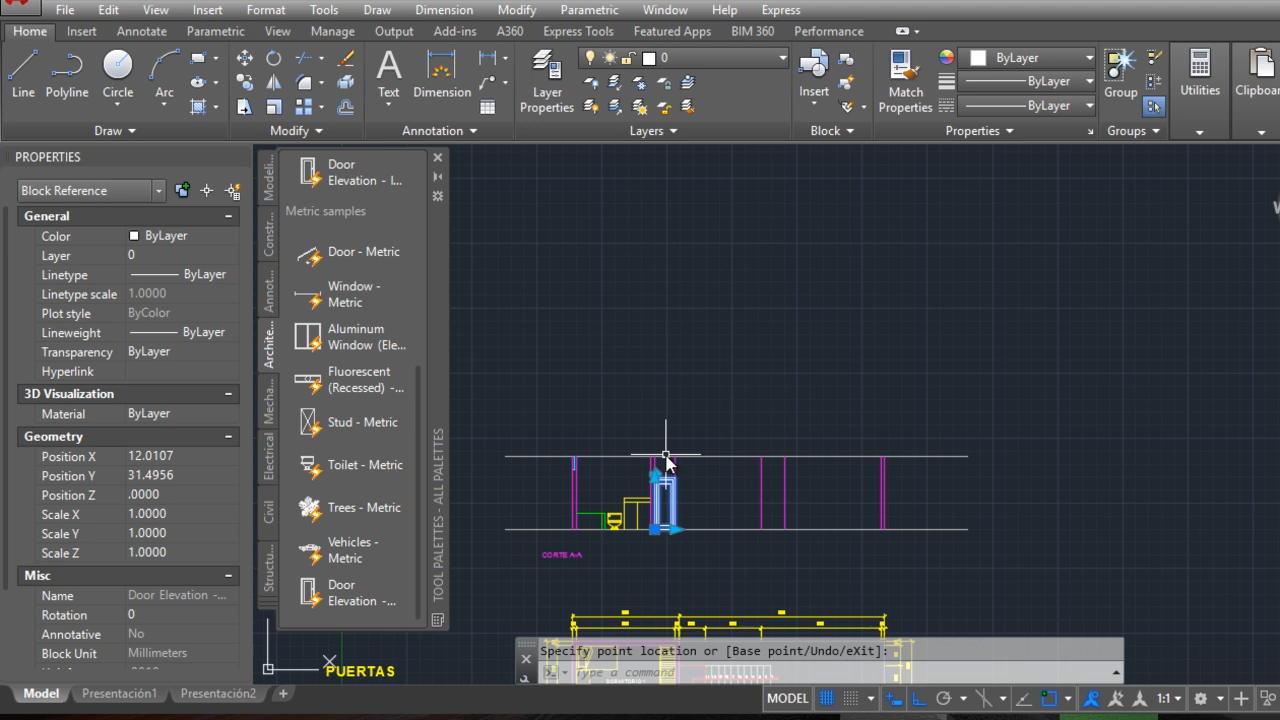 File Edit View Insert Format Tools Draw Dimension Modify Parametric Window Help Express
Home Insert Annotate Parametric View Manage Output Add-ins A360 Express Tools Featured Apps BIM 360 Performance
Line Polyline Circle Arc Text Dimension Layer Properties 0 Insert Match Properties ByLayer ByLayer ByLayer Group Utilities Clipboa
Draw Modify Annotation Layers Block Properties Groups
PROPERTIES
Block Reference
General
Color ByLayer
Layer 0
Linetype ByLayer
Linetype scale 1.0000
Plot style ByColor
Lineweight ByLayer
Transparency ByLayer
Hyperlink
3D Visualization
Material ByLayer
Geometry
Position X 12.0107
Position Y 31.4956
Position Z .0000
Scale X 1.0000
Scale Y 1.0000
Scale Z 1.0000
Misc
Name Door Elevation -...
Rotation 0
Annotative No
Block Unit Millimeters
Modeli...
Constr...
Annot...
Archite...
Mecha...
Electrical
Civil
Structu...
Door
Elevation - I...
Metric samples
Door - Metric
Window -
Metric
Aluminum
Window (Ele...
Fluorescent
(Recessed) -...
Stud - Metric
Toilet - Metric
Trees - Metric
Vehicles -
Metric
Door
Elevation -...
TOOL PALETTES - ALL PALETTES
CORTE A-A
PUERTAS
Specify point location or [Base point/Undo/eXit]:
Type a command
Model Presentación1 Presentación2 +
MODEL 1:1